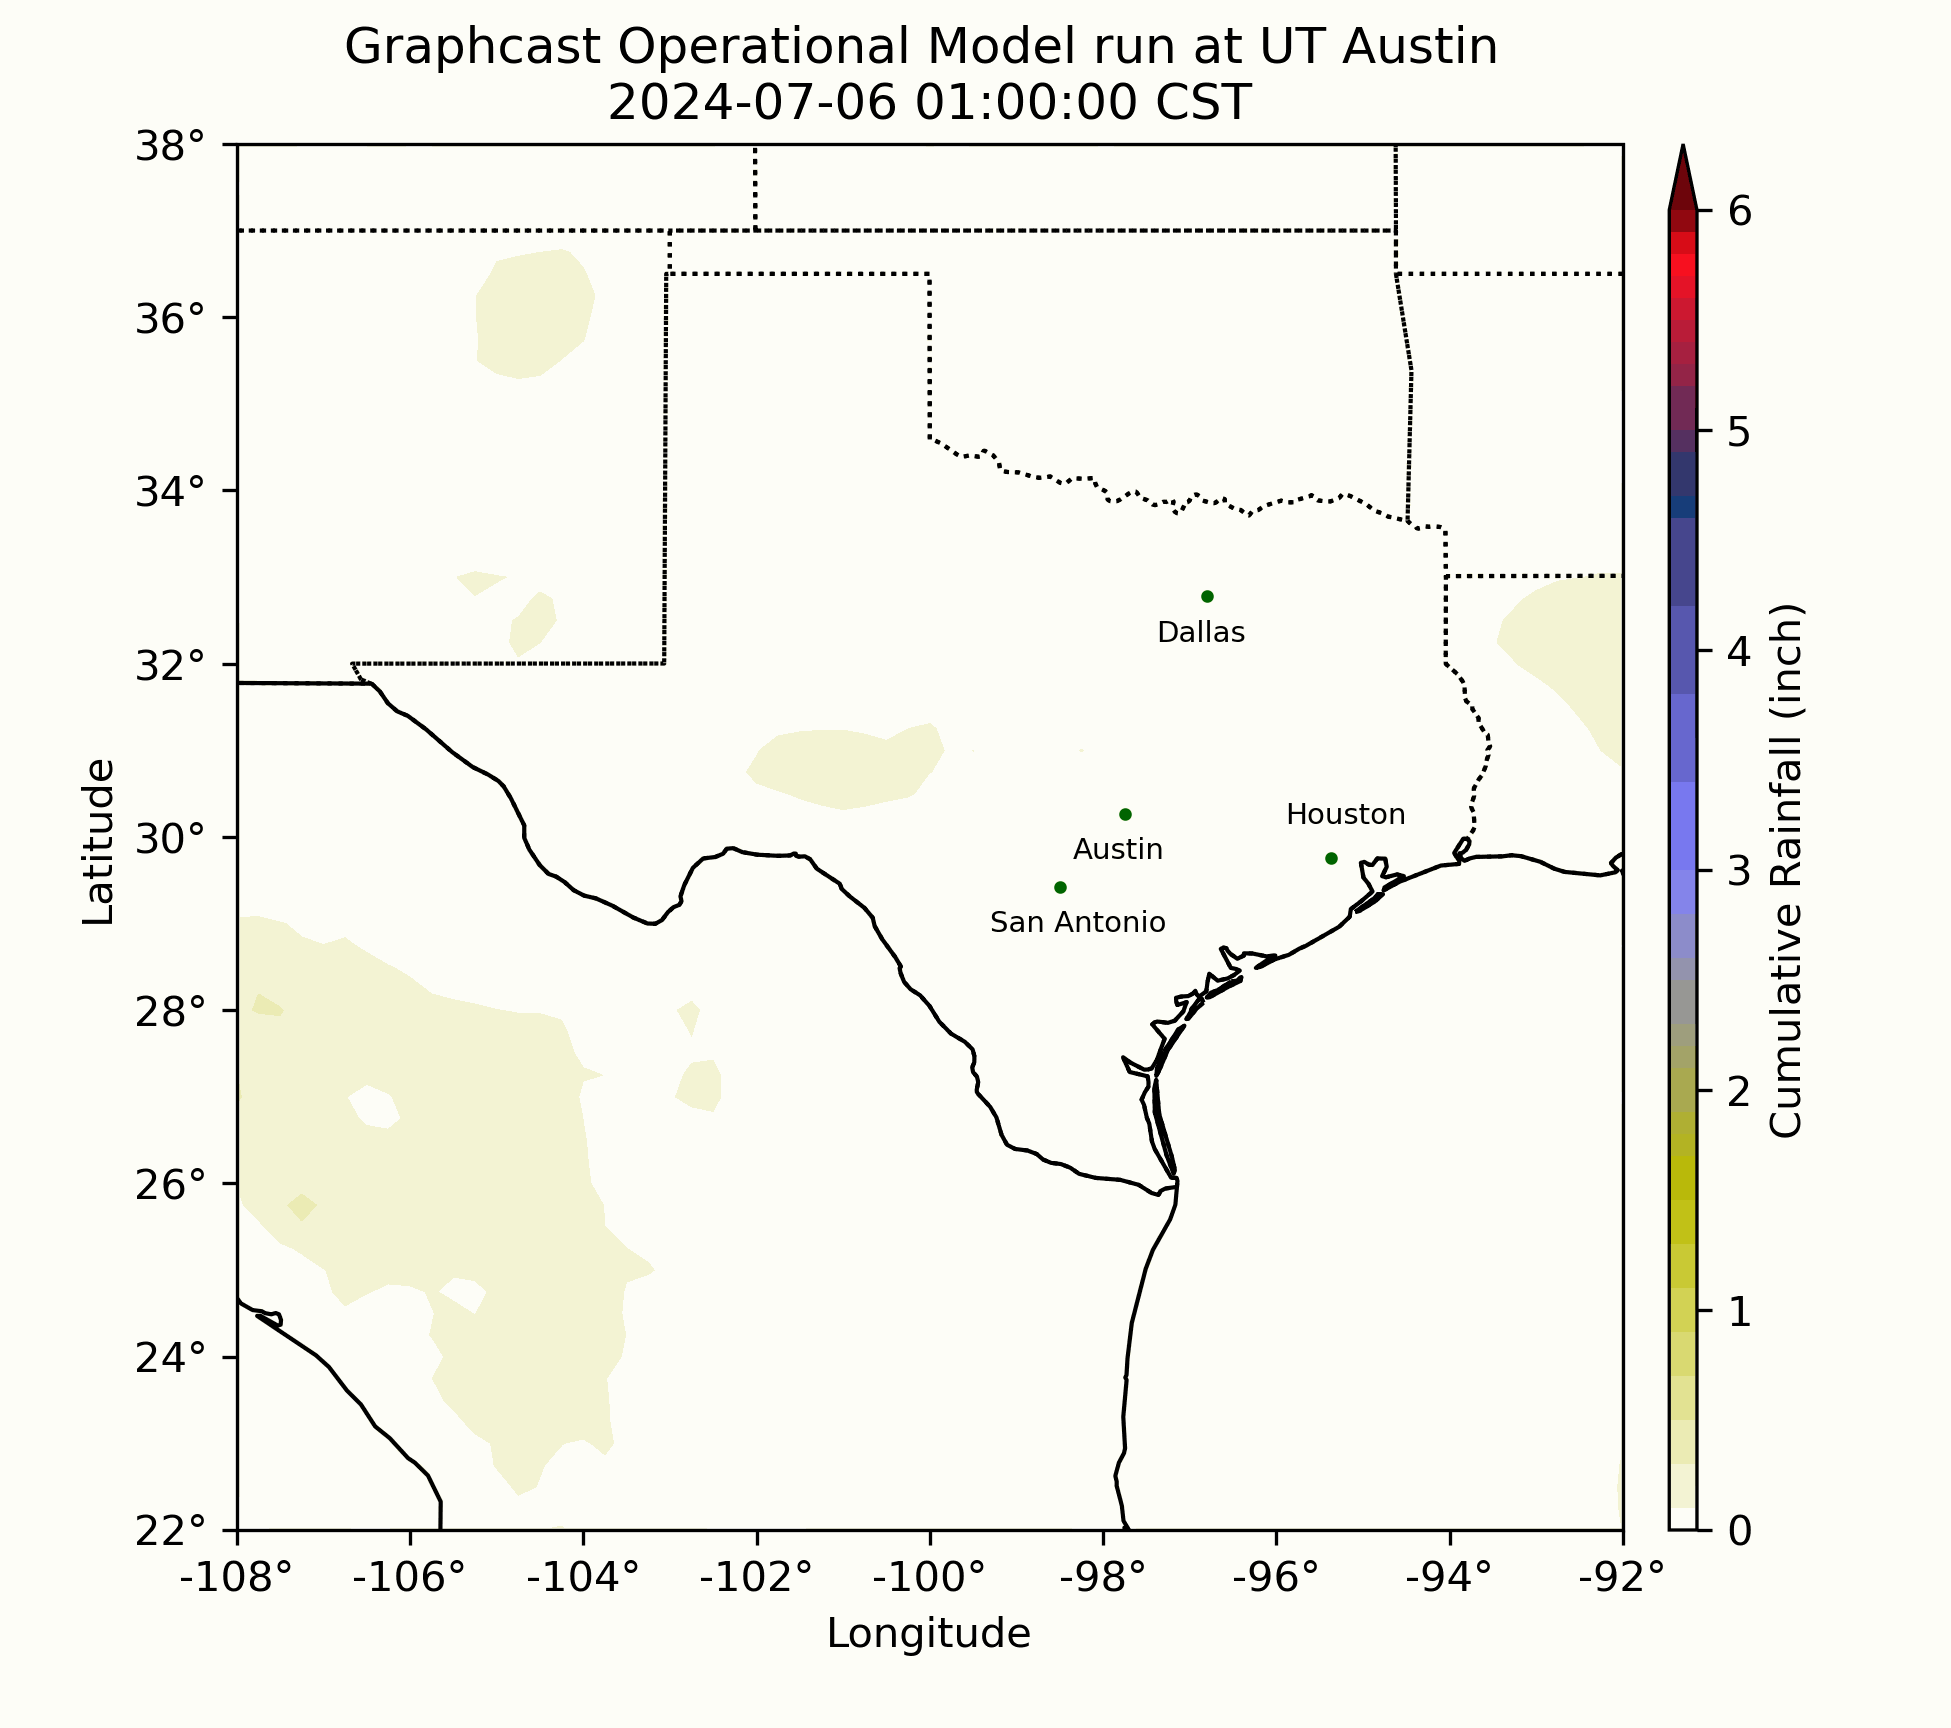 Graphcast Operational Model run at UT Austin
2024-07-06 01:00:00 CST
38°
36°
34°
32°
30°
28°
26°
24°
22°
Latitude
-108°
-106°
-104°
-102°
-100°
-98°
-96°
-94°
-92°
Longitude
Dallas
Austin
Houston
San Antonio
6
5
4
3
2
1
0
Cumulative Rainfall (inch)